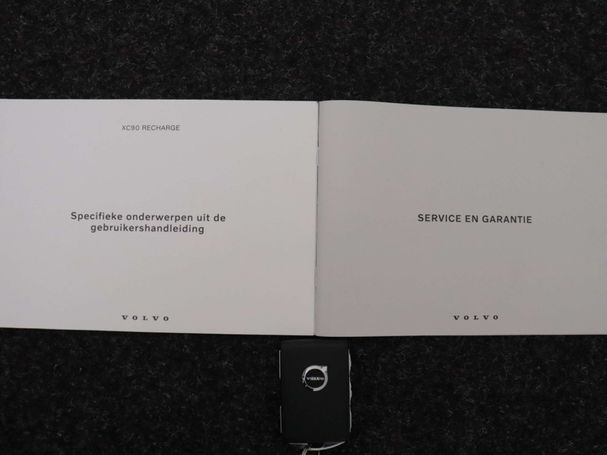 XC90 RECHARGE
Specifieke onderwerpen uit de
gebruikershandleiding
VOLVO
SERVICE EN GARANTIE
VOLVO
VOLVO